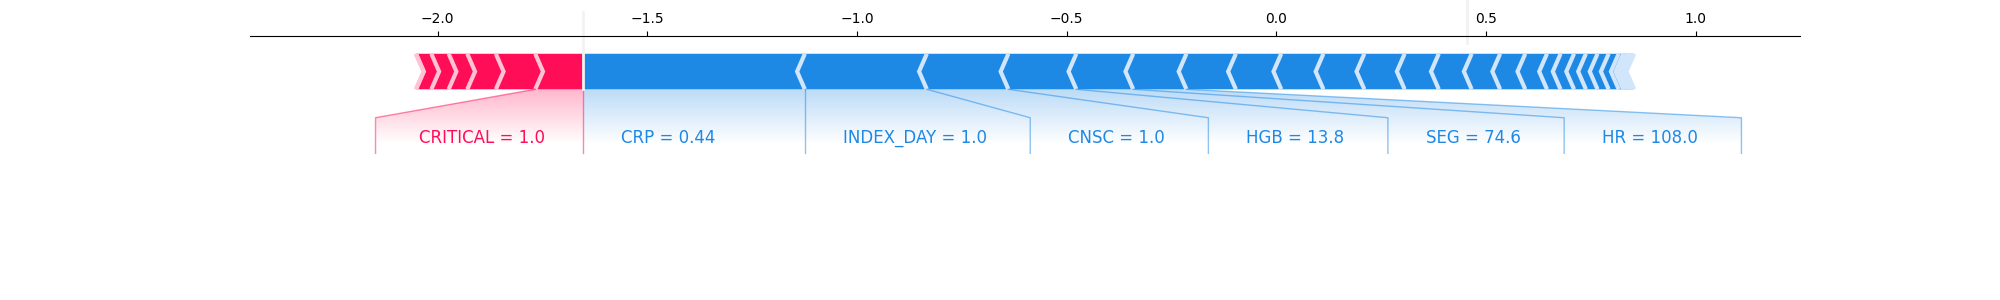 −2.0 −1.5 −1.0 −0.5 0.0 0.5 1.0
CRITICAL = 1.0 CRP = 0.44 INDEX_DAY = 1.0 CNSC = 1.0 HGB = 13.8 SEG = 74.6 HR = 108.0